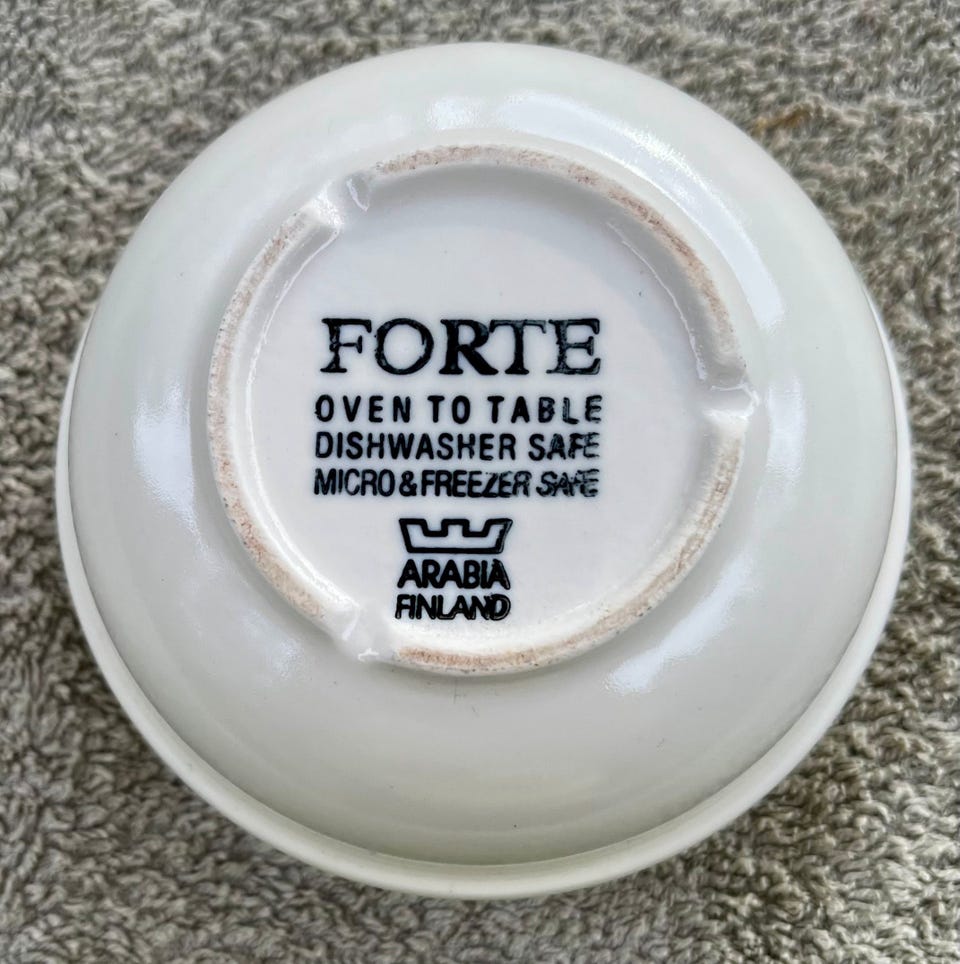 FORTE
OVEN TO TABLE
DISHWASHER SAFE
MICRO & FREEZER SAFE
ARABIA
FINLAND